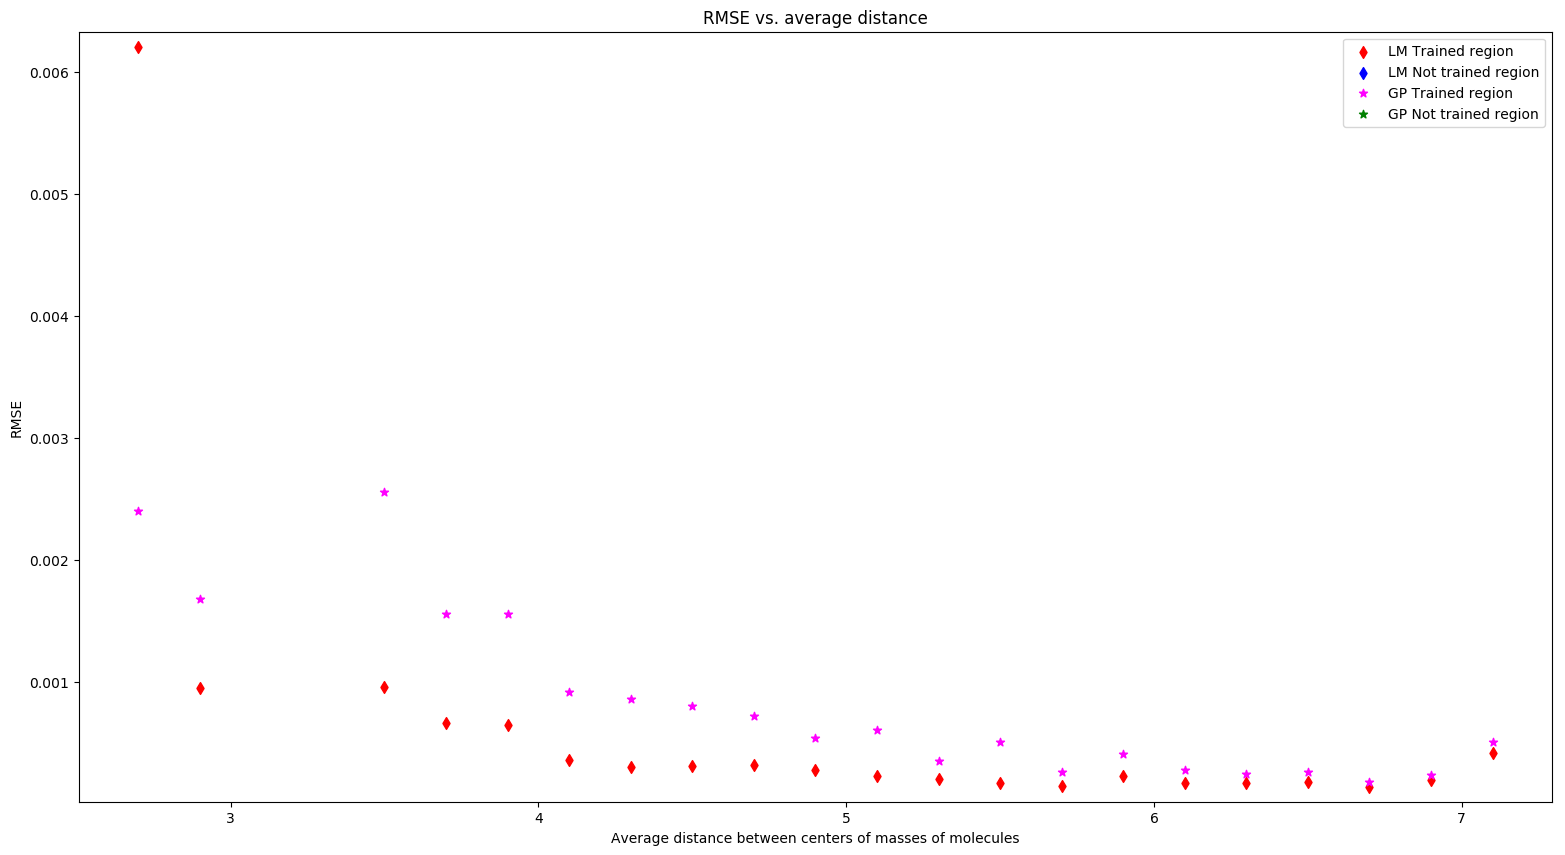 RMSE vs. average distance
LM Trained region
LM Not trained region
GP Trained region
GP Not trained region
0.006
0.005
0.004
0.003
0.002
0.001
RMSE
3
4
5
6
7
Average distance between centers of masses of molecules